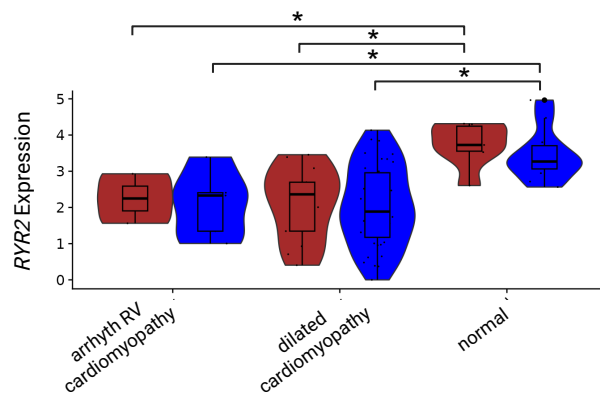 *
*
*
*
RYR2 Expression
5
4
3
2
1
0
arrhyth RV
cardiomyopathy
dilated
cardiomyopathy
normal